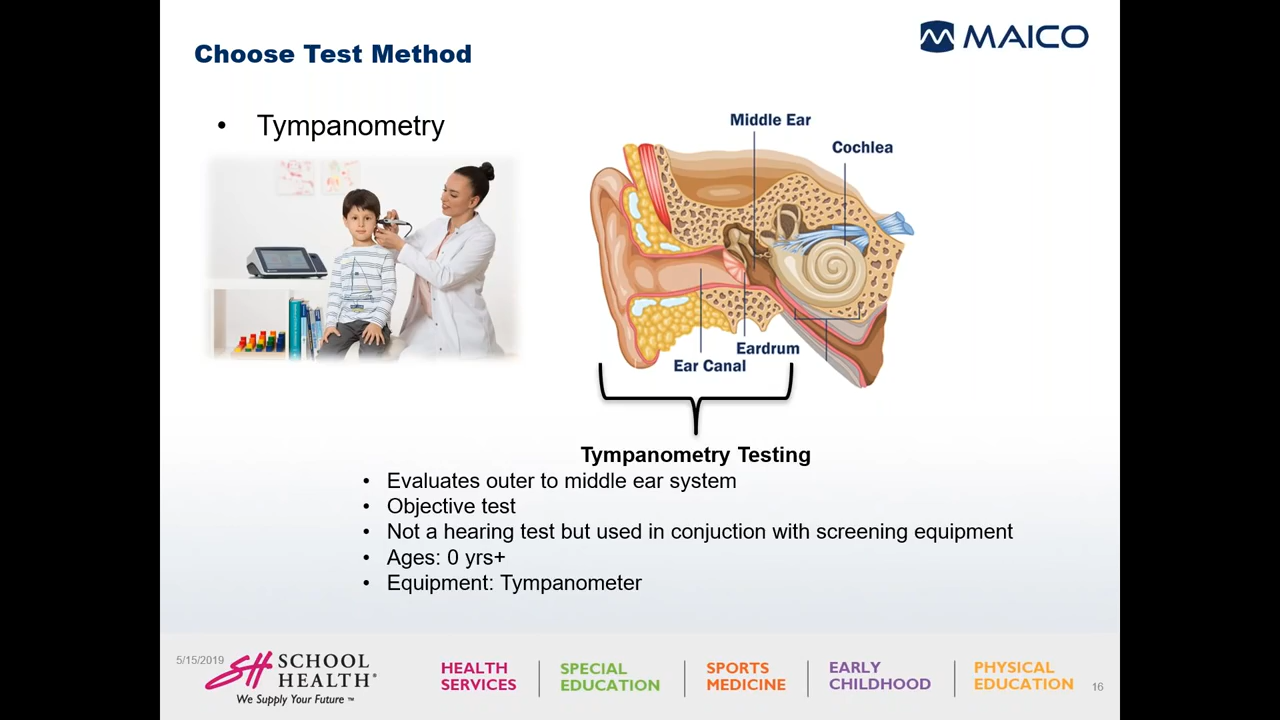 Choose Test Method
MAICO
• Tympanometry
Middle Ear
Cochlea
Eardrum
Ear Canal
Tympanometry Testing
• Evaluates outer to middle ear system
• Objective test
• Not a hearing test but used in conjuction with screening equipment
• Ages: 0 yrs+
• Equipment: Tympanometer
5/15/2019
SH SCHOOL HEALTH®
We Supply Your Future ™
HEALTH SERVICES
SPECIAL EDUCATION
SPORTS MEDICINE
EARLY CHILDHOOD
PHYSICAL EDUCATION
16